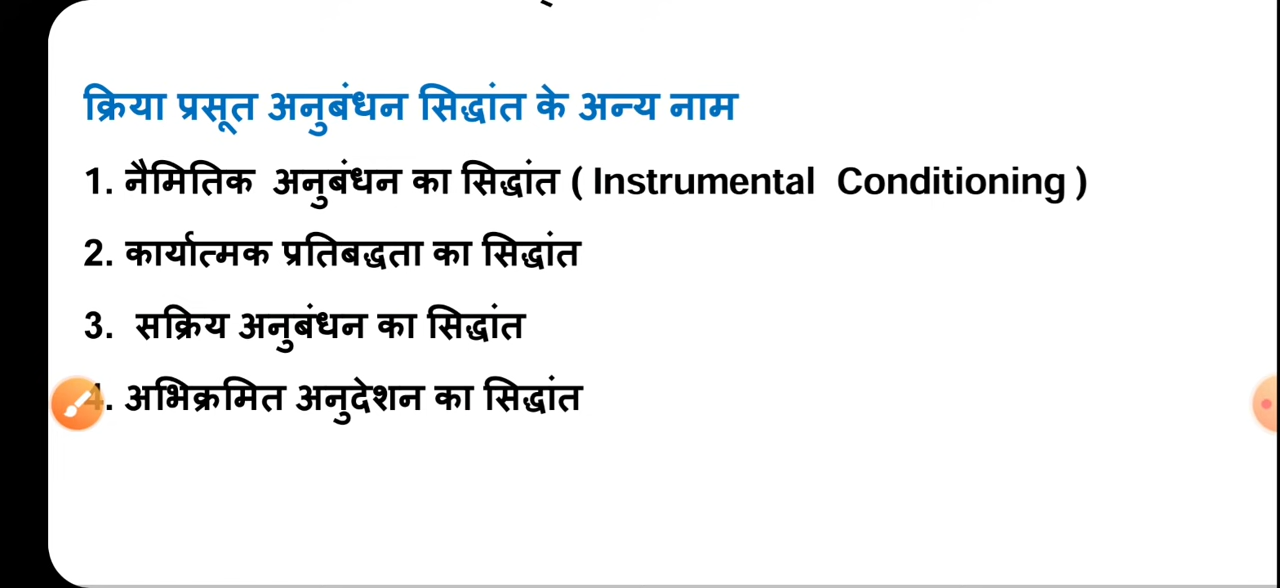 क्रिया प्रसूत अनुबंधन सिद्धांत के अन्य नाम
1. नैमितिक अनुबंधन का सिद्धांत ( Instrumental Conditioning )
2. कार्यात्मक प्रतिबद्धता का सिद्धांत
3. सक्रिय अनुबंधन का सिद्धांत
4. अभिक्रमित अनुदेशन का सिद्धांत